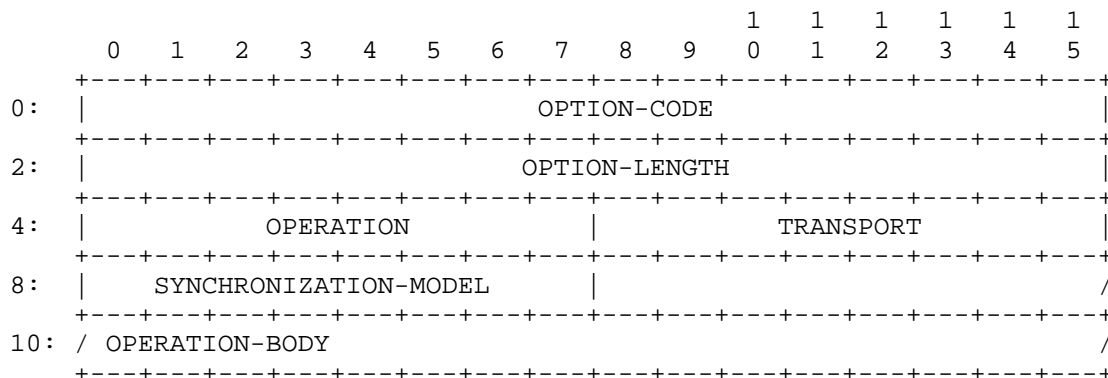 1 1 1 1 1 1
0 1 2 3 4 5 6 7 8 9 0 1 2 3 4 5
+---+---+---+---+---+---+---+---+---+---+---+---+---+---+---+---+
0: | OPTION-CODE |
+---+---+---+---+---+---+---+---+---+---+---+---+---+---+---+---+
2: | OPTION-LENGTH |
+---+---+---+---+---+---+---+---+---+---+---+---+---+---+---+---+
4: | OPERATION | TRANSPORT |
+---+---+---+---+---+---+---+---+---+---+---+---+---+---+---+---+
8: | SYNCHRONIZATION-MODEL | /
+---+---+---+---+---+---+---+---+---+---+---+---+---+---+---+---+
10: / OPERATION-BODY /
+---+---+---+---+---+---+---+---+---+---+---+---+---+---+---+---+